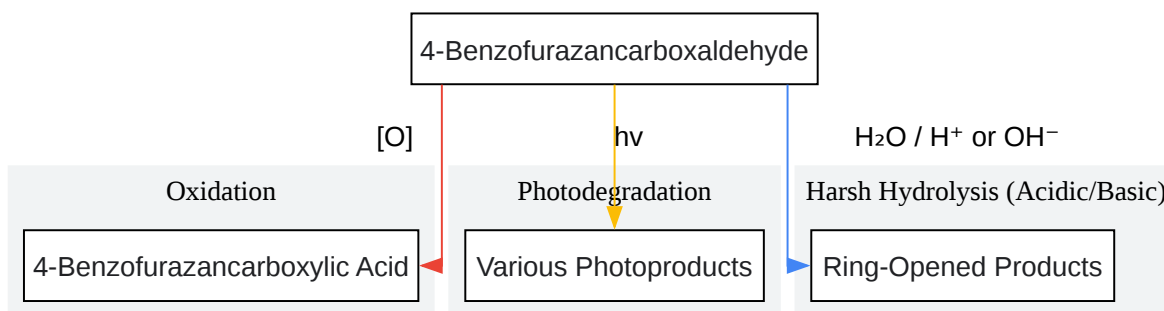 4-Benzofurazancarboxaldehyde
[O]
hv
H₂O / H⁺ or OH⁻
Oxidation
Photodegradation
Harsh Hydrolysis (Acidic/Basic)
4-Benzofurazancarboxylic Acid
Various Photoproducts
Ring-Opened Products